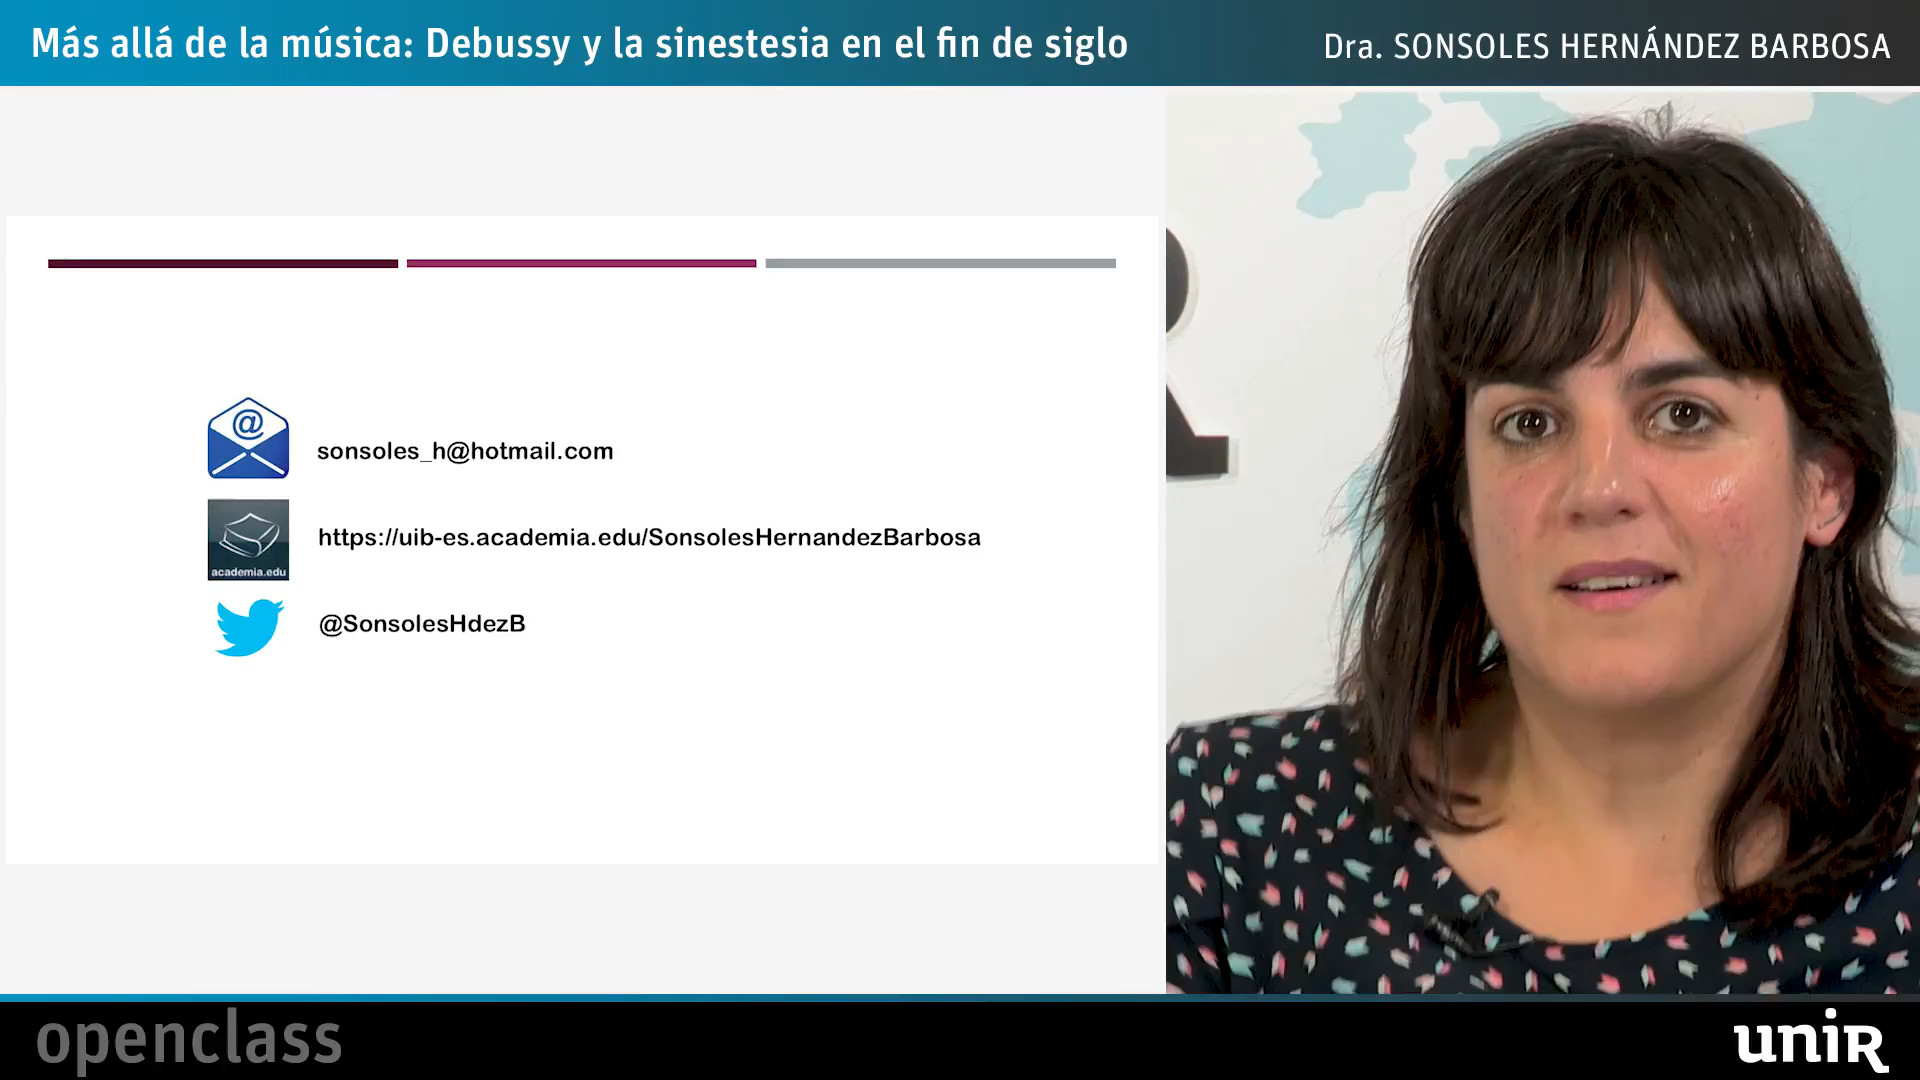 Más allá de la música: Debussy y la sinestesia en el fin de siglo
Dra. SONSOLES HERNÁNDEZ BARBOSA
sonsoles_h@hotmail.com
https://uib-es.academia.edu/SonsolesHernandezBarbosa
academia.edu
@SonsolesHdezB
openclass
unіR